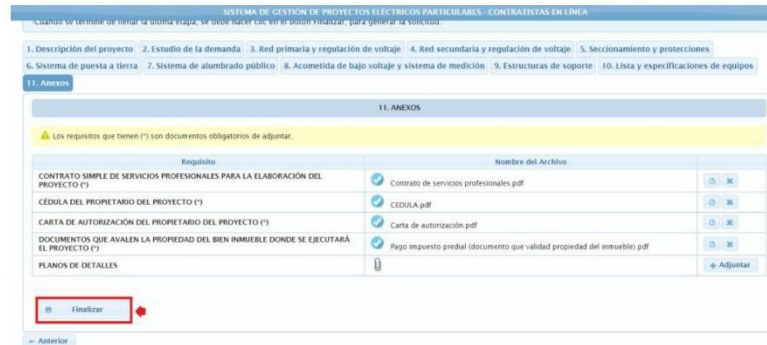 SISTEMA DE GESTIÓN DE PROYECTOS ELÉCTRICOS PARTICULARES - CONTRATISTAS EN LÍNEA
-Cuando se termine de llenar la última etapa, se debe hacer clic en el botón Finalizar, para generar la solicitud.
1. Descripción del proyecto 2. Estudio de la demanda 3. Red primaria y regulación de voltaje 4. Red secundaria y regulación de voltaje 5. Seccionamiento y protecciones
6. Sistema de puesta a tierra 7. Sistema de alumbrado público 8. Acometida de bajo voltaje y sistema de medición 9. Estructuras de soporte 10. Lista y especificaciones de equipos
11. Anexos
11. ANEXOS
Los requisitos que tienen (*) son documentos obligatorios de adjuntar.
Requisito Nombre del Archivo
CONTRATO SIMPLE DE SERVICIOS PROFESIONALES PARA LA ELABORACIÓN DEL
PROYECTO (*) Contrato de servicios profesionales.pdf
CÉDULA DEL PROPIETARIO DEL PROYECTO (*) CEDULA.pdf
CARTA DE AUTORIZACIÓN DEL PROPIETARIO DEL PROYECTO (*) Carta de autorización.pdf
DOCUMENTOS QUE AVALEN LA PROPIEDAD DEL BIEN INMUEBLE DONDE SE EJECUTARÁ
EL PROYECTO (*) Pago impuesto predial (documento que validad propiedad del inmueble).pdf
PLANOS DE DETALLES + Adjuntar
Finalizar
← Anterior